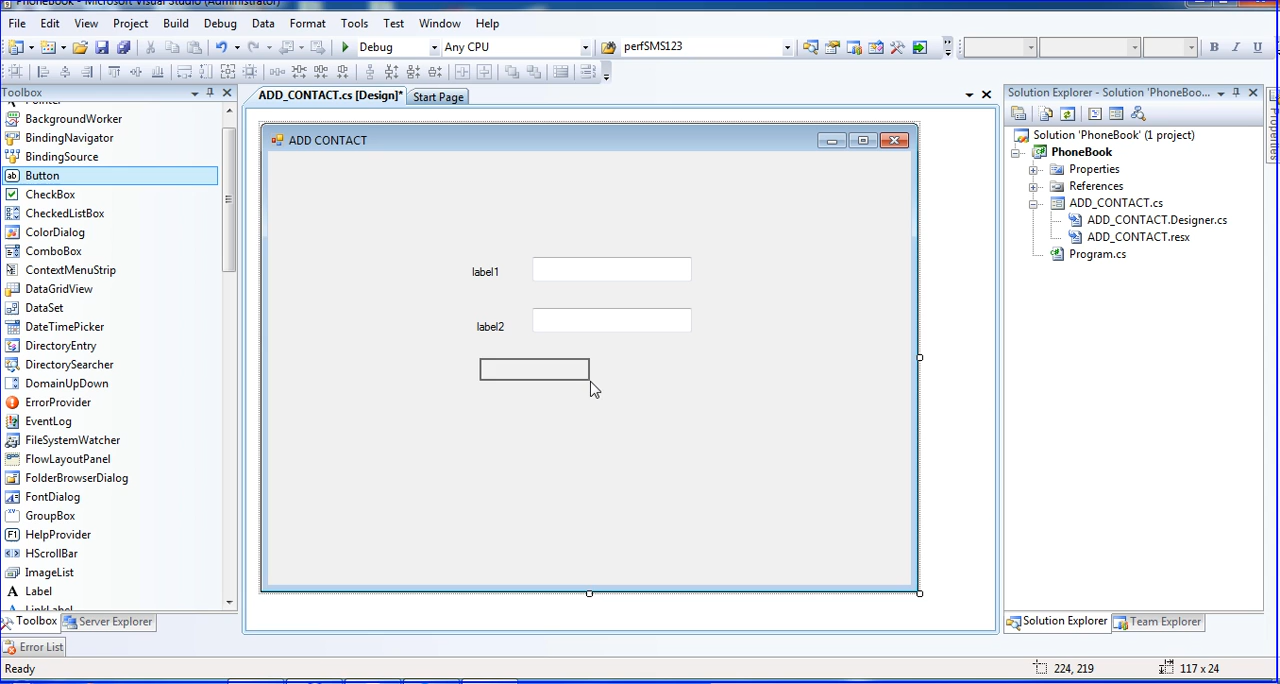 PhoneBook - Microsoft Visual Studio (Administrator)
File Edit View Project Build Debug Data Format Tools Test Window Help
Debug Any CPU perfSMS123 B I U
Toolbox
Pointer
BackgroundWorker
BindingNavigator
BindingSource
ab Button
CheckBox
CheckedListBox
ColorDialog
ComboBox
ContextMenuStrip
DataGridView
DataSet
DateTimePicker
DirectoryEntry
DirectorySearcher
DomainUpDown
ErrorProvider
EventLog
FileSystemWatcher
FlowLayoutPanel
FolderBrowserDialog
FontDialog
GroupBox
HelpProvider
HScrollBar
ImageList
A Label
A LinkLabel
Toolbox Server Explorer
Error List
Ready
ADD_CONTACT.cs [Design]* Start Page
ADD CONTACT
label1
label2
Solution Explorer - Solution 'PhoneBoo...
Solution 'PhoneBook' (1 project)
PhoneBook
Properties
References
ADD_CONTACT.cs
ADD_CONTACT.Designer.cs
ADD_CONTACT.resx
Program.cs
Properties
Solution Explorer Team Explorer
224, 219 117 x 24